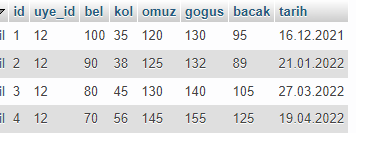 id uye_id bel kol omuz gogus bacak tarih
il 1 12 100 35 120 130 95 16.12.2021
il 2 12 90 38 125 132 89 21.01.2022
il 3 12 80 45 130 140 105 27.03.2022
il 4 12 70 56 145 155 125 19.04.2022